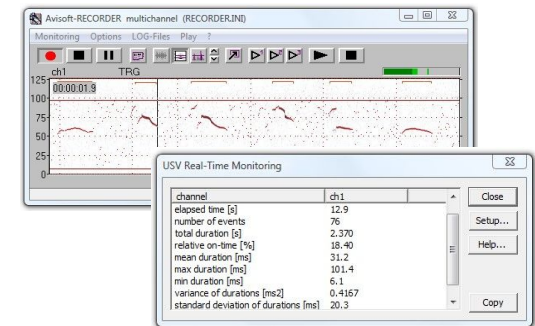 Avisoft-RECORDER multichannel (RECORDER.INI)
Monitoring Options LOG-Files Play ?
ch1 TRG
125
00:00:01.9
100
75
50
25
0
USV Real-Time Monitoring
channel ch1
elapsed time [s] 12.9
number of events 76
total duration [s] 2.370
relative on-time [%] 18.40
mean duration [ms] 31.2
max duration [ms] 101.4
min duration [ms] 6.1
variance of durations [ms2] 0.4167
standard deviation of durations [ms] 20.3
Close
Setup...
Help...
Copy